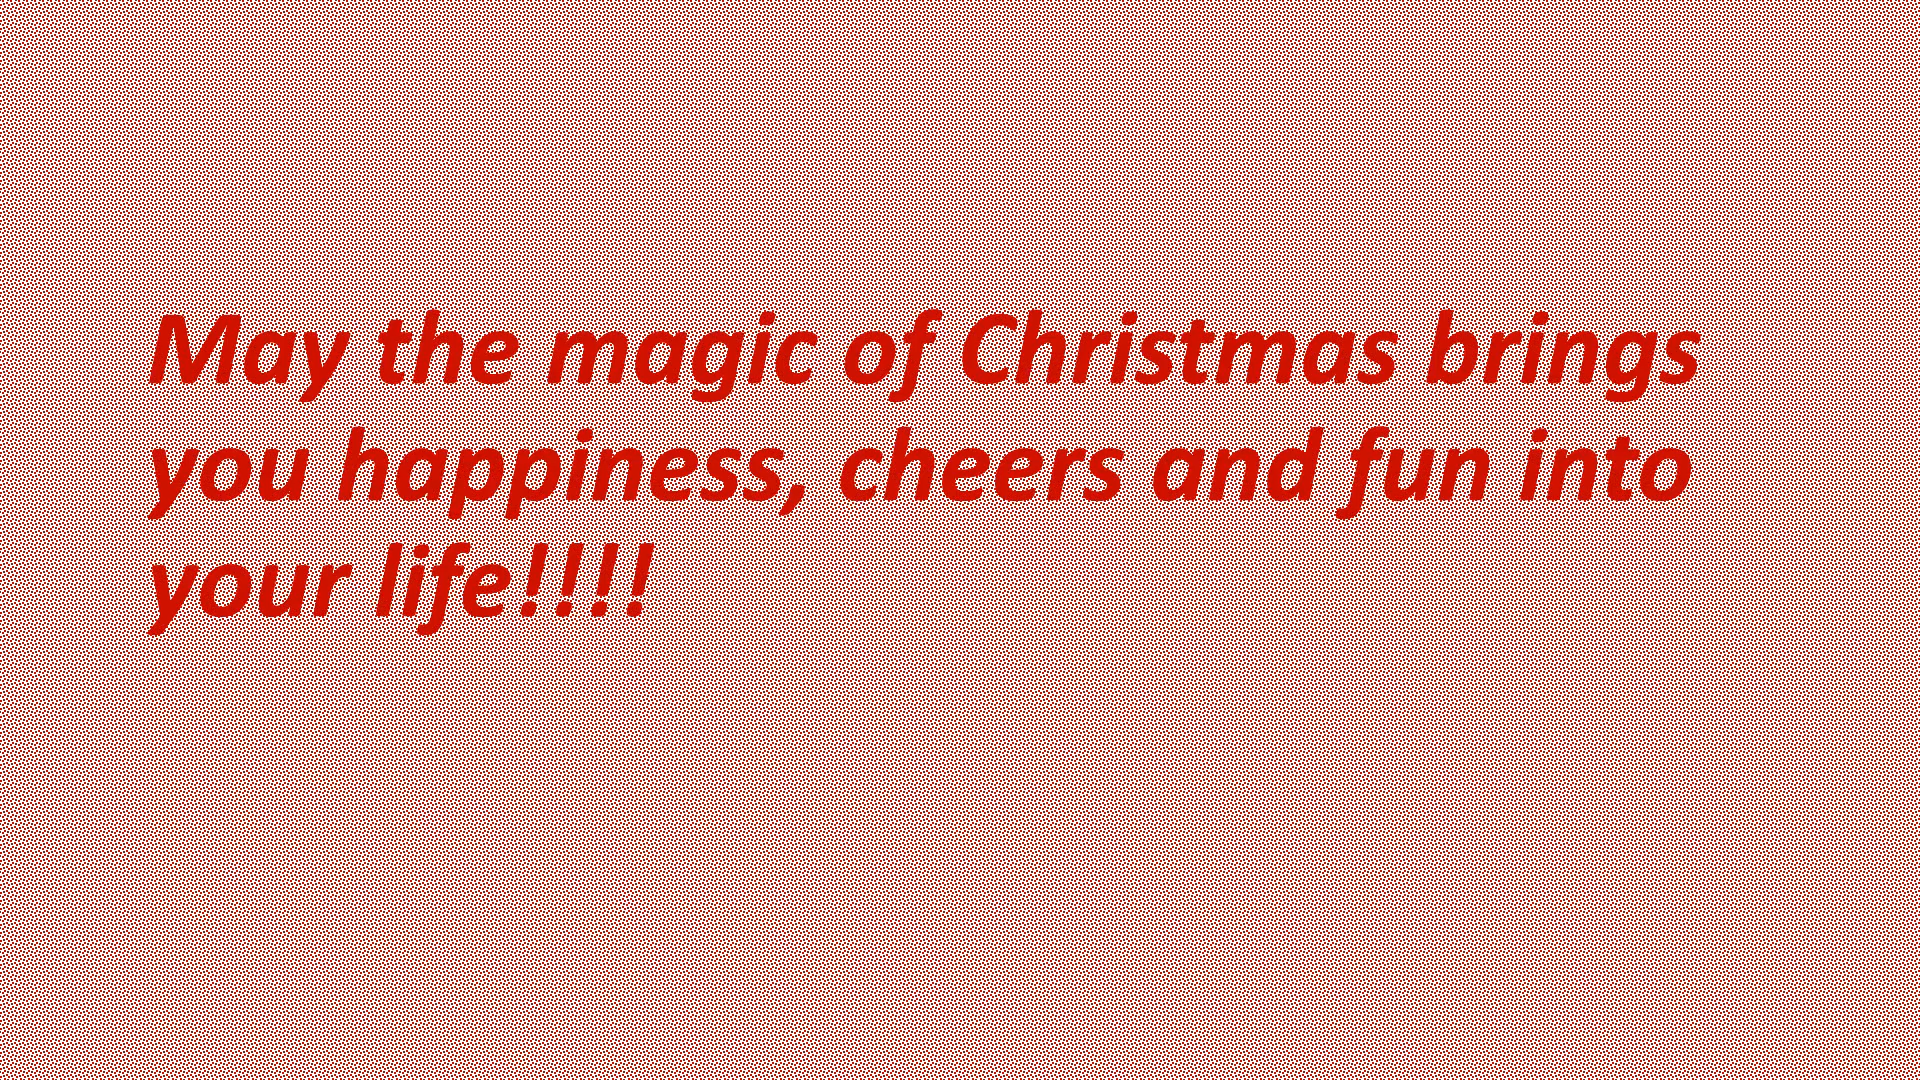 May the magic of Christmas brings
you happiness, cheers and fun into
your life!!!!